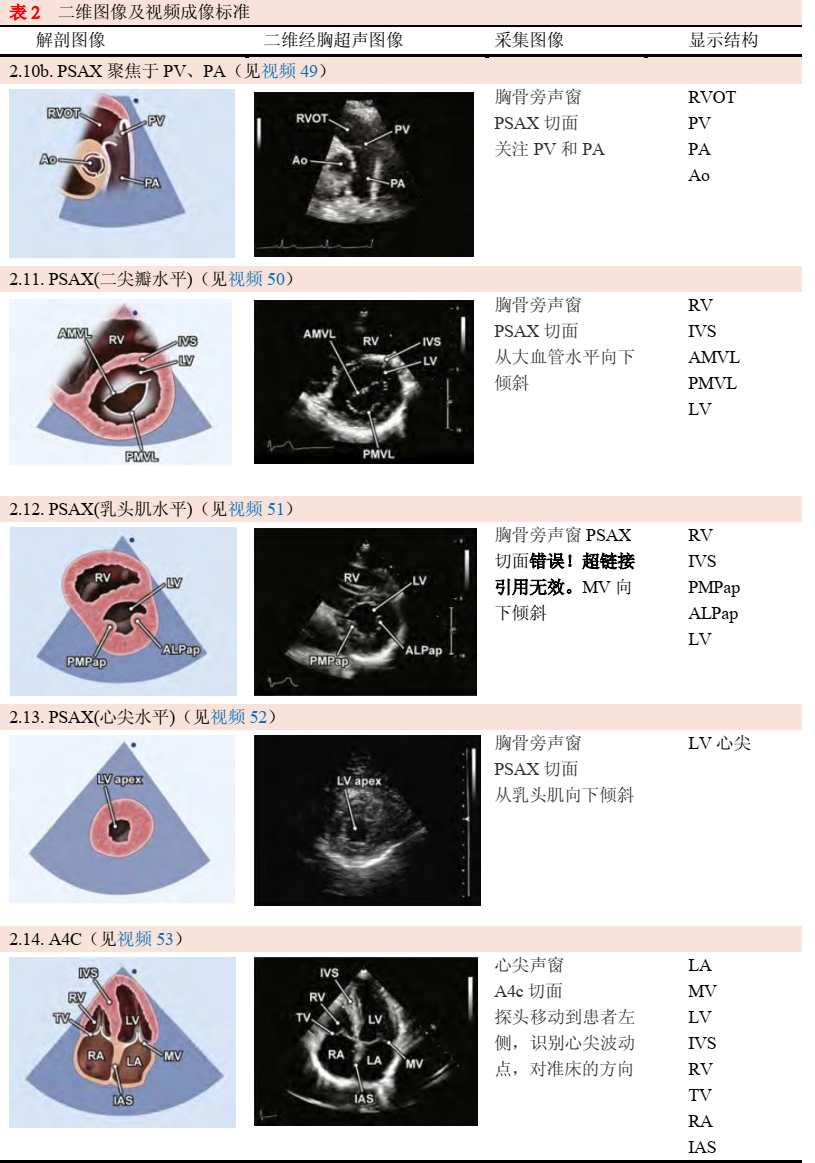 表 2 二维图像及视频成像标准
解剖图像 二维经胸超声图像 采集图像 显示结构
2.10b. PSAX 聚焦于 PV、PA（见视频 49）
RVOT
PV
Ao
PA
RVOT
PV
Ao
PA
胸骨旁声窗
PSAX 切面
关注 PV 和 PA
RVOT
PV
PA
Ao
2.11. PSAX(二尖瓣水平)（见视频 50）
AMVL
RV
IVS
LV
PMVL
AMVL
RV
IVS
LV
PMVL
胸骨旁声窗
PSAX 切面
从大血管水平向下
倾斜
RV
IVS
AMVL
PMVL
LV
2.12. PSAX(乳头肌水平)（见视频 51）
RV
LV
PMPap
ALPap
RV
LV
PMPap
ALPap
胸骨旁声窗 PSAX
切面错误！超链接
引用无效。MV 向
下倾斜
RV
IVS
PMPap
ALPap
LV
2.13. PSAX(心尖水平)（见视频 52）
LV apex
LV apex
胸骨旁声窗
PSAX 切面
从乳头肌向下倾斜
LV 心尖
2.14. A4C（见视频 53）
IVS
RV
TV
LV
RA
LA
MV
IAS
IVS
RV
TV
LV
RA
LA
MV
IAS
心尖声窗
A4c 切面
探头移动到患者左
侧，识别心尖波动
点，对准床的方向
LA
MV
LV
IVS
RV
TV
RA
IAS